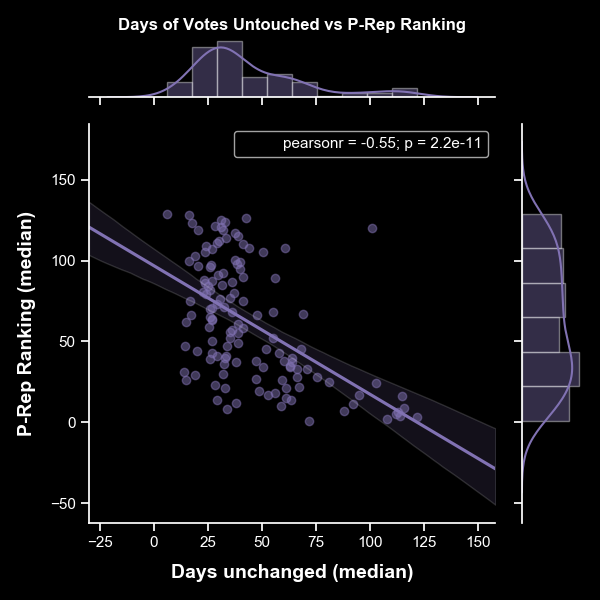 Days of Votes Untouched vs P-Rep Ranking
pearsonr = -0.55; p = 2.2e-11
150
100
50
0
−50
P-Rep Ranking (median)
−25 0 25 50 75 100 125 150
Days unchanged (median)